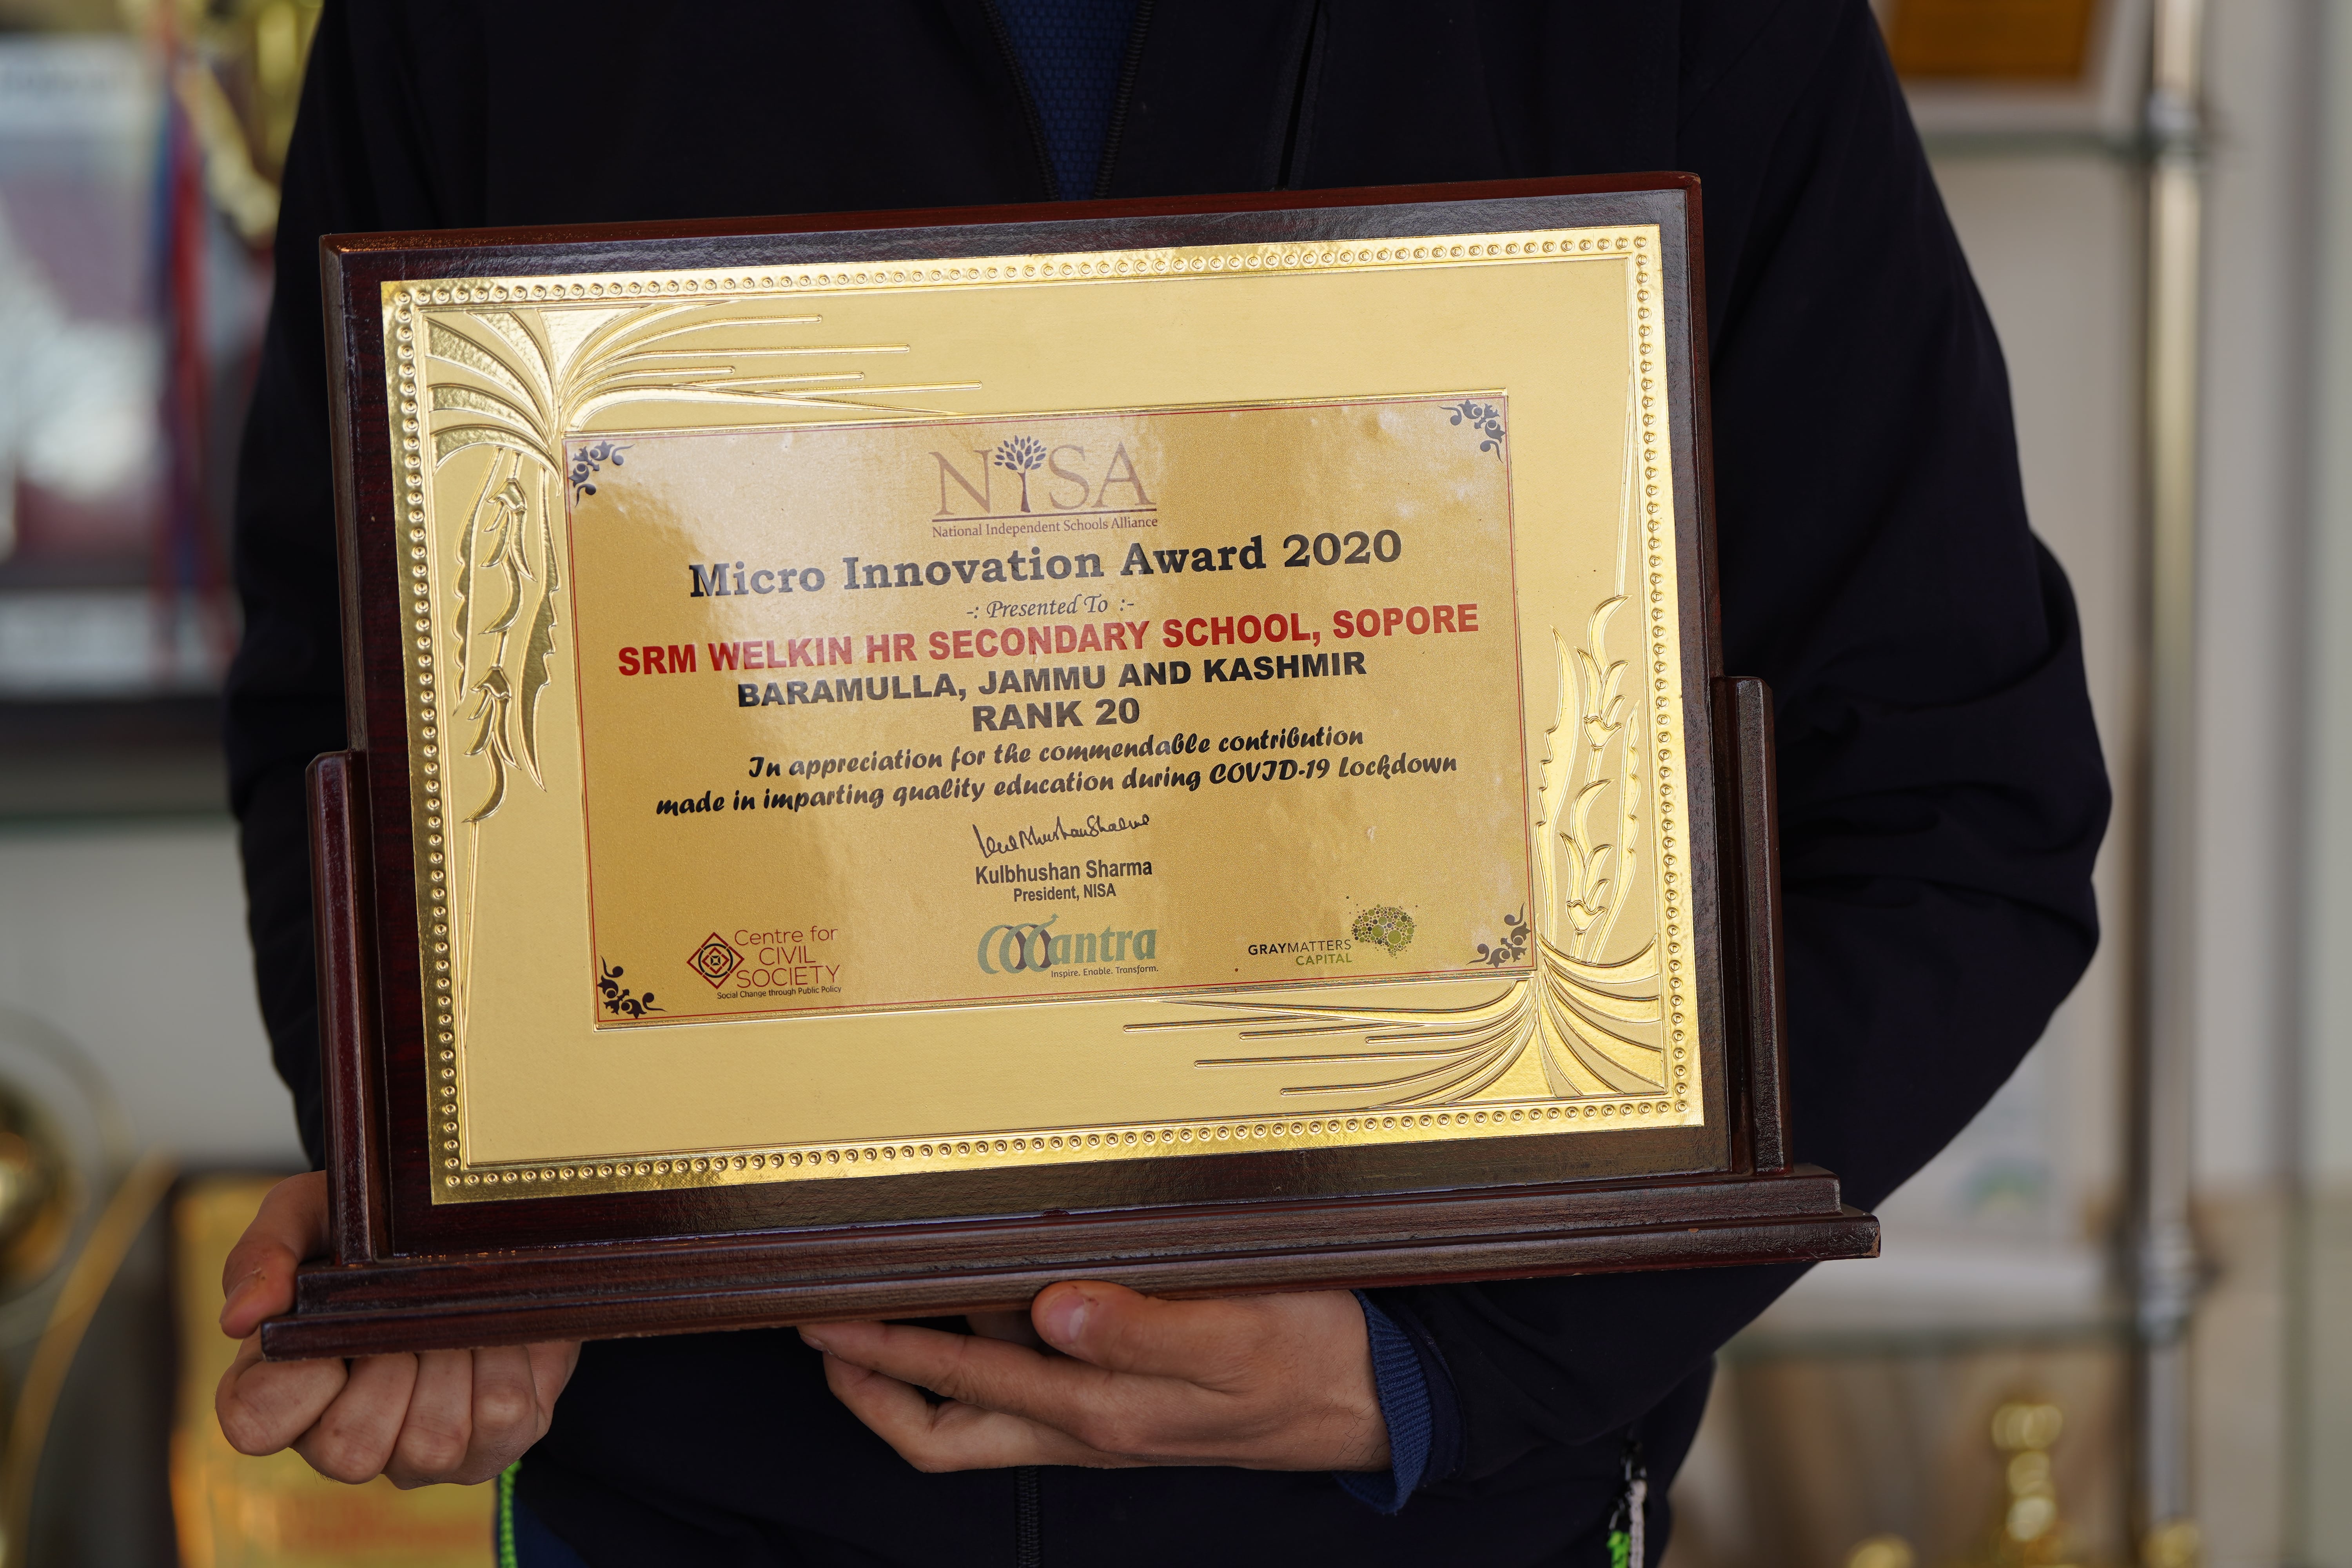 NISA
National Independent Schools Alliance
Micro Innovation Award 2020
-: Presented To :-
SRM WELKIN HR SECONDARY SCHOOL, SOPORE
BARAMULLA, JAMMU AND KASHMIR
RANK 20
In appreciation for the commendable contribution
made in imparting quality education during COVID-19 Lockdown
Kulbhushan Sharma
Kulbhushan Sharma
President, NISA
Centre for
CIVIL
SOCIETY
Social Change through Public Policy
Mantra
Inspire. Enable. Transform.
GRAYMATTERS
CAPITAL